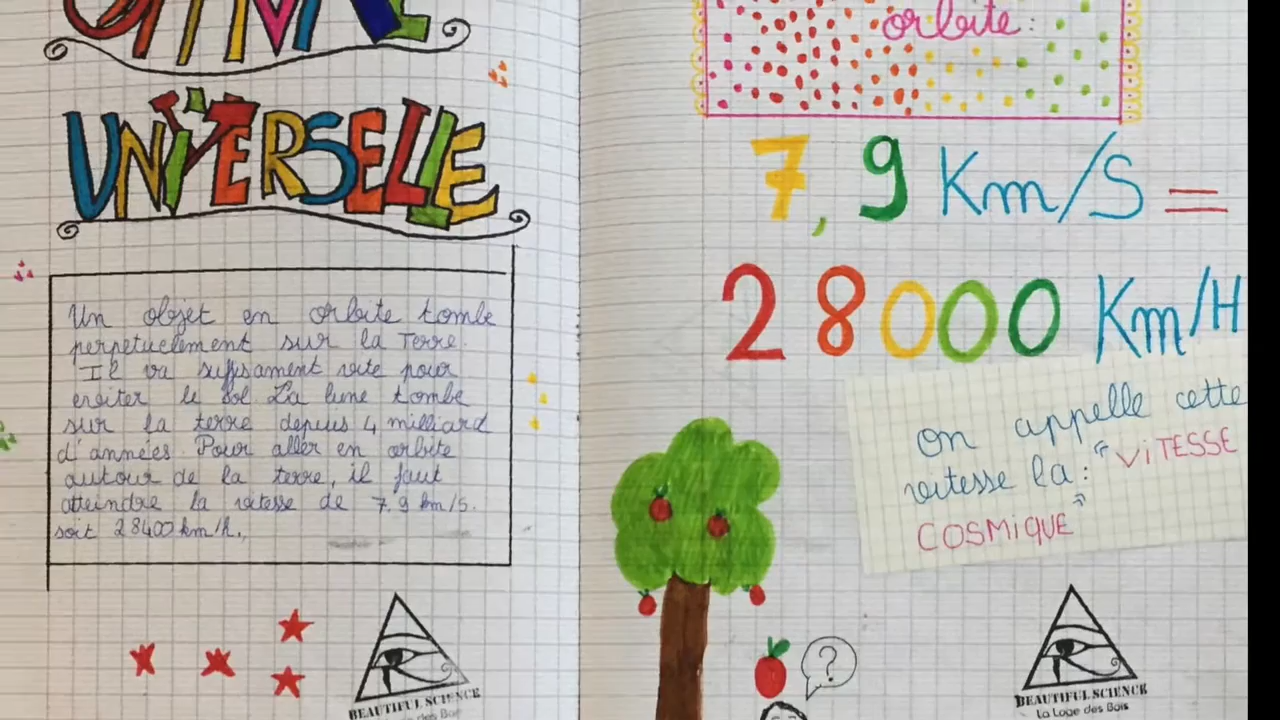 UNIVERSELLE
Un objet en orbite tombe
perpétuelement sur la Terre.
Il va suffisament vite pour
eviter le sol. La lune tombe
sur la terre depuis 4 milliard
d'années. Pour aller en orbite
autour de la terre, il faut
atteindre la vitesse de 7.9 km/s.
soit 28400 km/h.
BEAUTIFUL SCIENCE
orbite :
7,9 Km/S =
28000 Km/H
On appelle cette
vitesse la : "ViTESSE
COSMIQUE"
?
BEAUTIFUL SCIENCE
La Loge des Bois